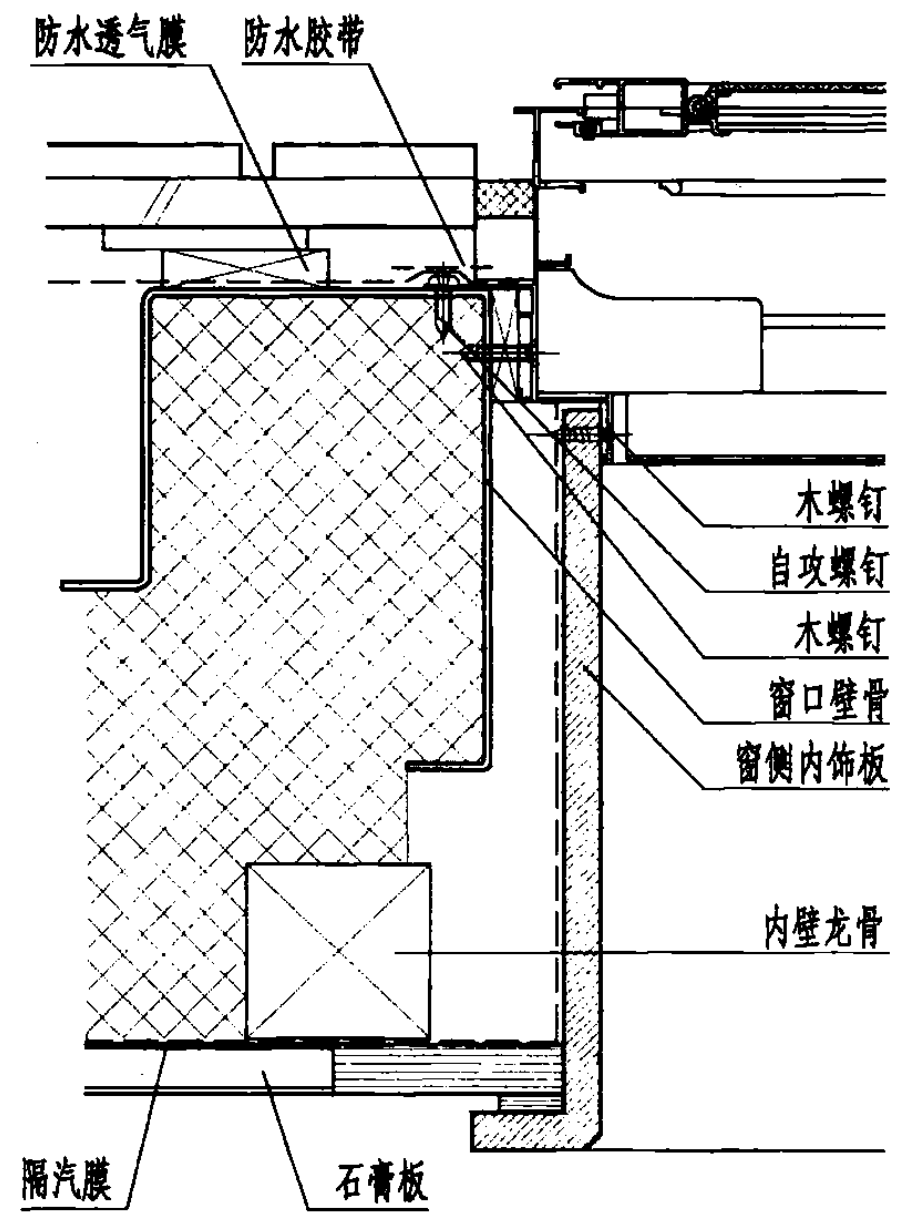 防水透气膜
防水胶带
木螺钉
自攻螺钉
木螺钉
窗口壁骨
窗侧内饰板
内壁龙骨
隔汽膜
石膏板